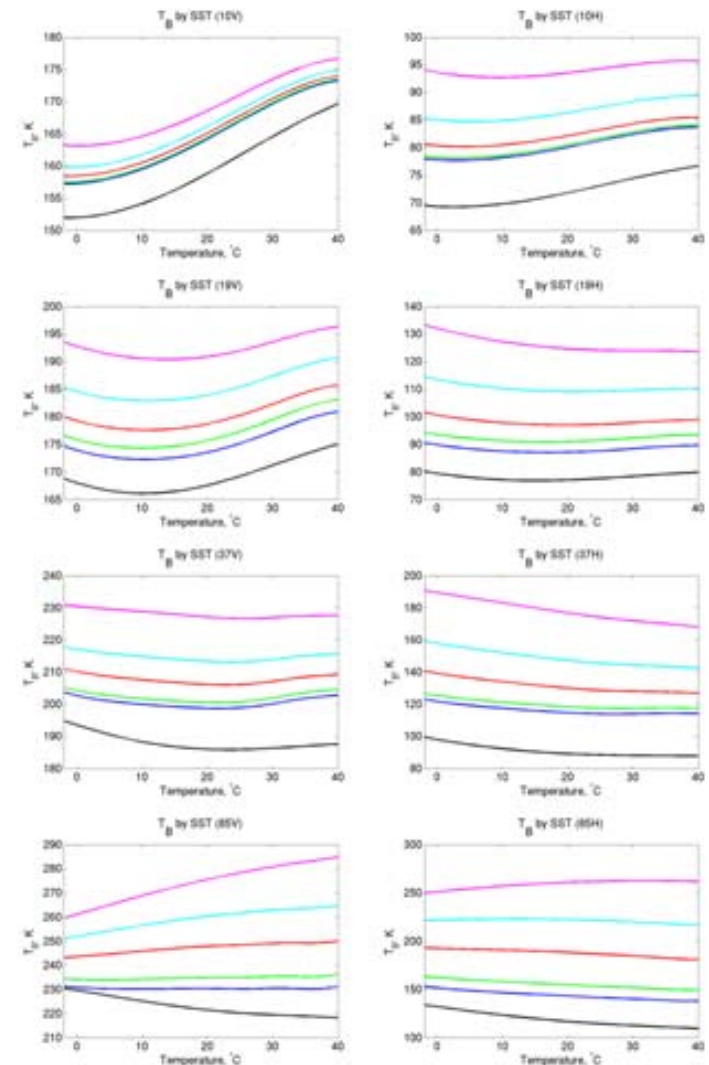 T_B by SST (10V)
180
175
170
165
160
155
150
0 10 20 30 40
T_B, K
Temperature, °C
T_B by SST (10H)
100
95
90
85
80
75
70
65
0 10 20 30 40
T_B, K
Temperature, °C
T_B by SST (19V)
200
195
190
185
180
175
170
165
0 10 20 30 40
T_B, K
Temperature, °C
T_B by SST (19H)
140
130
120
110
100
90
80
70
0 10 20 30 40
T_B, K
Temperature, °C
T_B by SST (37V)
240
230
220
210
200
190
180
0 10 20 30 40
T_B, K
Temperature, °C
T_B by SST (37H)
200
180
160
140
120
100
80
0 10 20 30 40
T_B, K
Temperature, °C
T_B by SST (85V)
290
280
270
260
250
240
230
220
210
0 10 20 30 40
T_B, K
Temperature, °C
T_B by SST (85H)
300
250
200
150
100
0 10 20 30 40
T_B, K
Temperature, °C